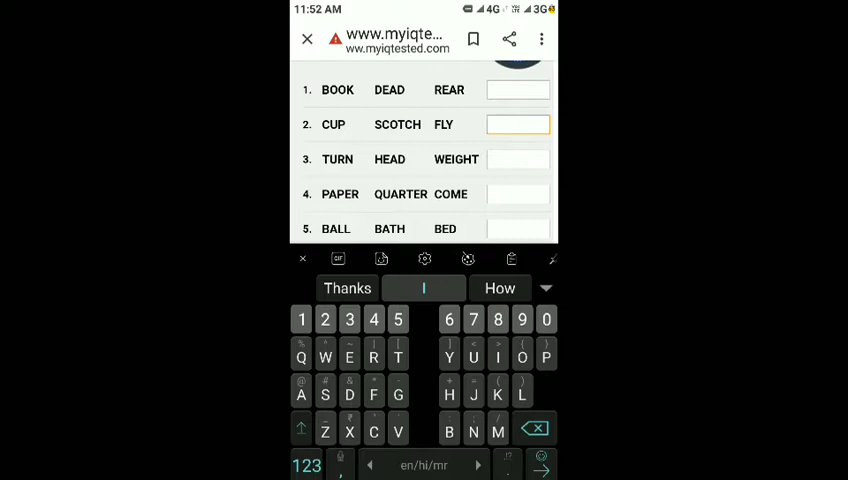 11:52 AM 4G 3G
www.myiqte...
ww.myiqtested.com
1. BOOK DEAD REAR
2. CUP SCOTCH FLY
3. TURN HEAD WEIGHT
4. PAPER QUARTER COME
5. BALL BATH BED
× GIF
Thanks I How
1 2 3 4 5 6 7 8 9 0
% ^ ~ | [ ] < > { }
Q W E R T Y U I O P
@ # & * - + = ( )
A S D F G H J K L
_ ₹ " ' : ; /
Z X C V B N M
123 , en/hi/mr !? .